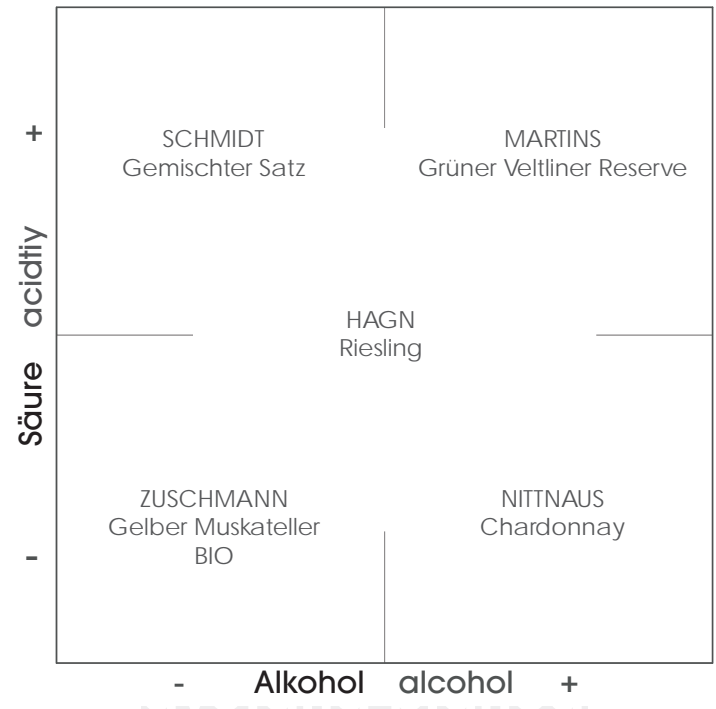 +
SCHMIDT
Gemischter Satz
MARTINS
Grüner Veltliner Reserve
Säure acidtiy
HAGN
Riesling
ZUSCHMANN
Gelber Muskateller
BIO
NITTNAUS
Chardonnay
-
- Alkohol alcohol +